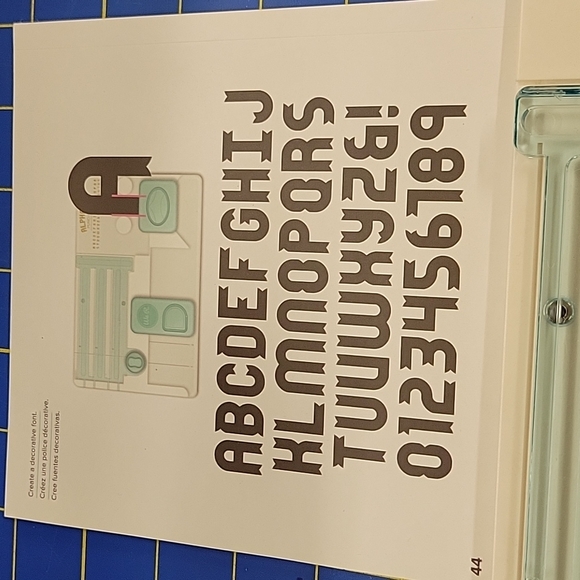 Create a decorative font.
Créez une police décorative.
Cree fuentes decorativas.
A
ABCDEFGHIJ
KLMNOPQRS
TUVWXYZ&!
0123456789
44